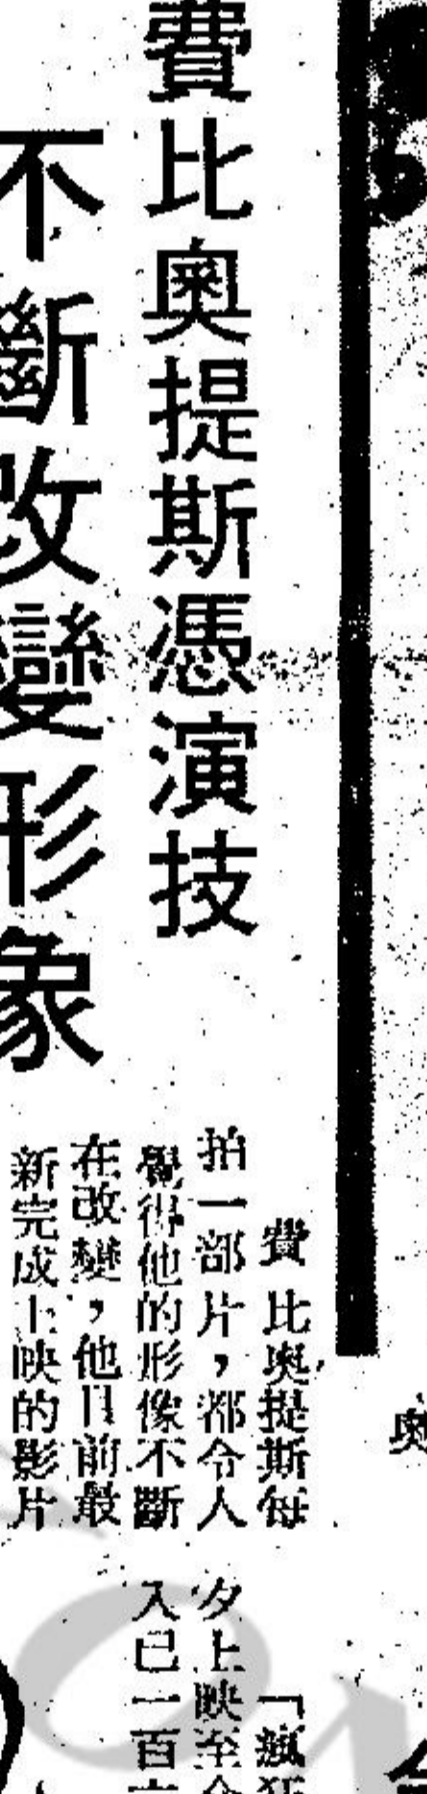 費比奧提斯憑演技
不斷改變形象
費比奧提斯每
拍一部片，都令人
覺得他的形像不斷
在改變，他目前最
新完成上映的影片
「瘋狂
夕上映至今
入已一百
奧